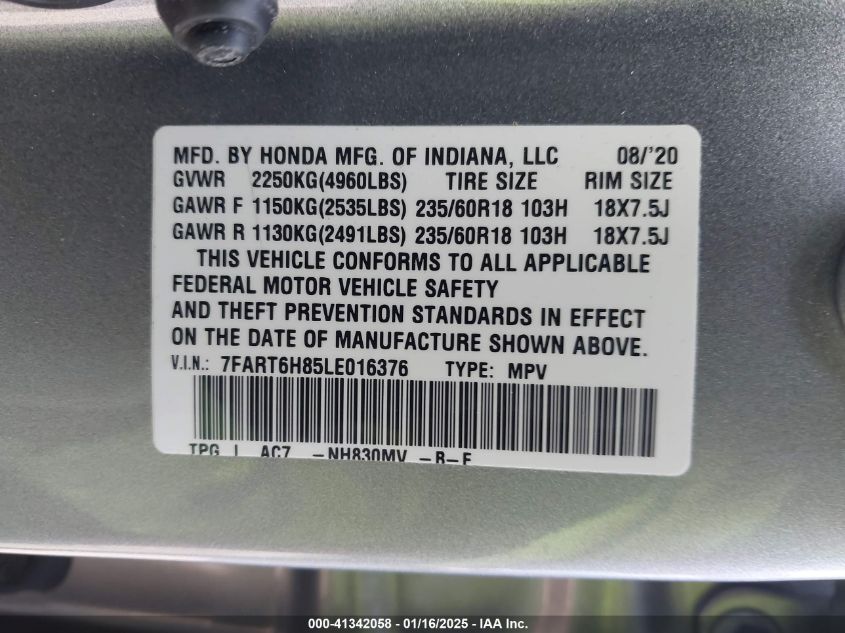 MFD. BY HONDA MFG. OF INDIANA, LLC 08/'20
GVWR 2250KG(4960LBS) TIRE SIZE RIM SIZE
GAWR F 1150KG(2535LBS) 235/60R18 103H 18X7.5J
GAWR R 1130KG(2491LBS) 235/60R18 103H 18X7.5J
THIS VEHICLE CONFORMS TO ALL APPLICABLE
FEDERAL MOTOR VEHICLE SAFETY
AND THEFT PREVENTION STANDARDS IN EFFECT
ON THE DATE OF MANUFACTURE SHOWN ABOVE.
V.I.N.: 7FART6H85LE016376 TYPE: MPV
TPG AC7 -NH830MV -R-
000-41342058 - 01/16/2025 - IAA Inc.